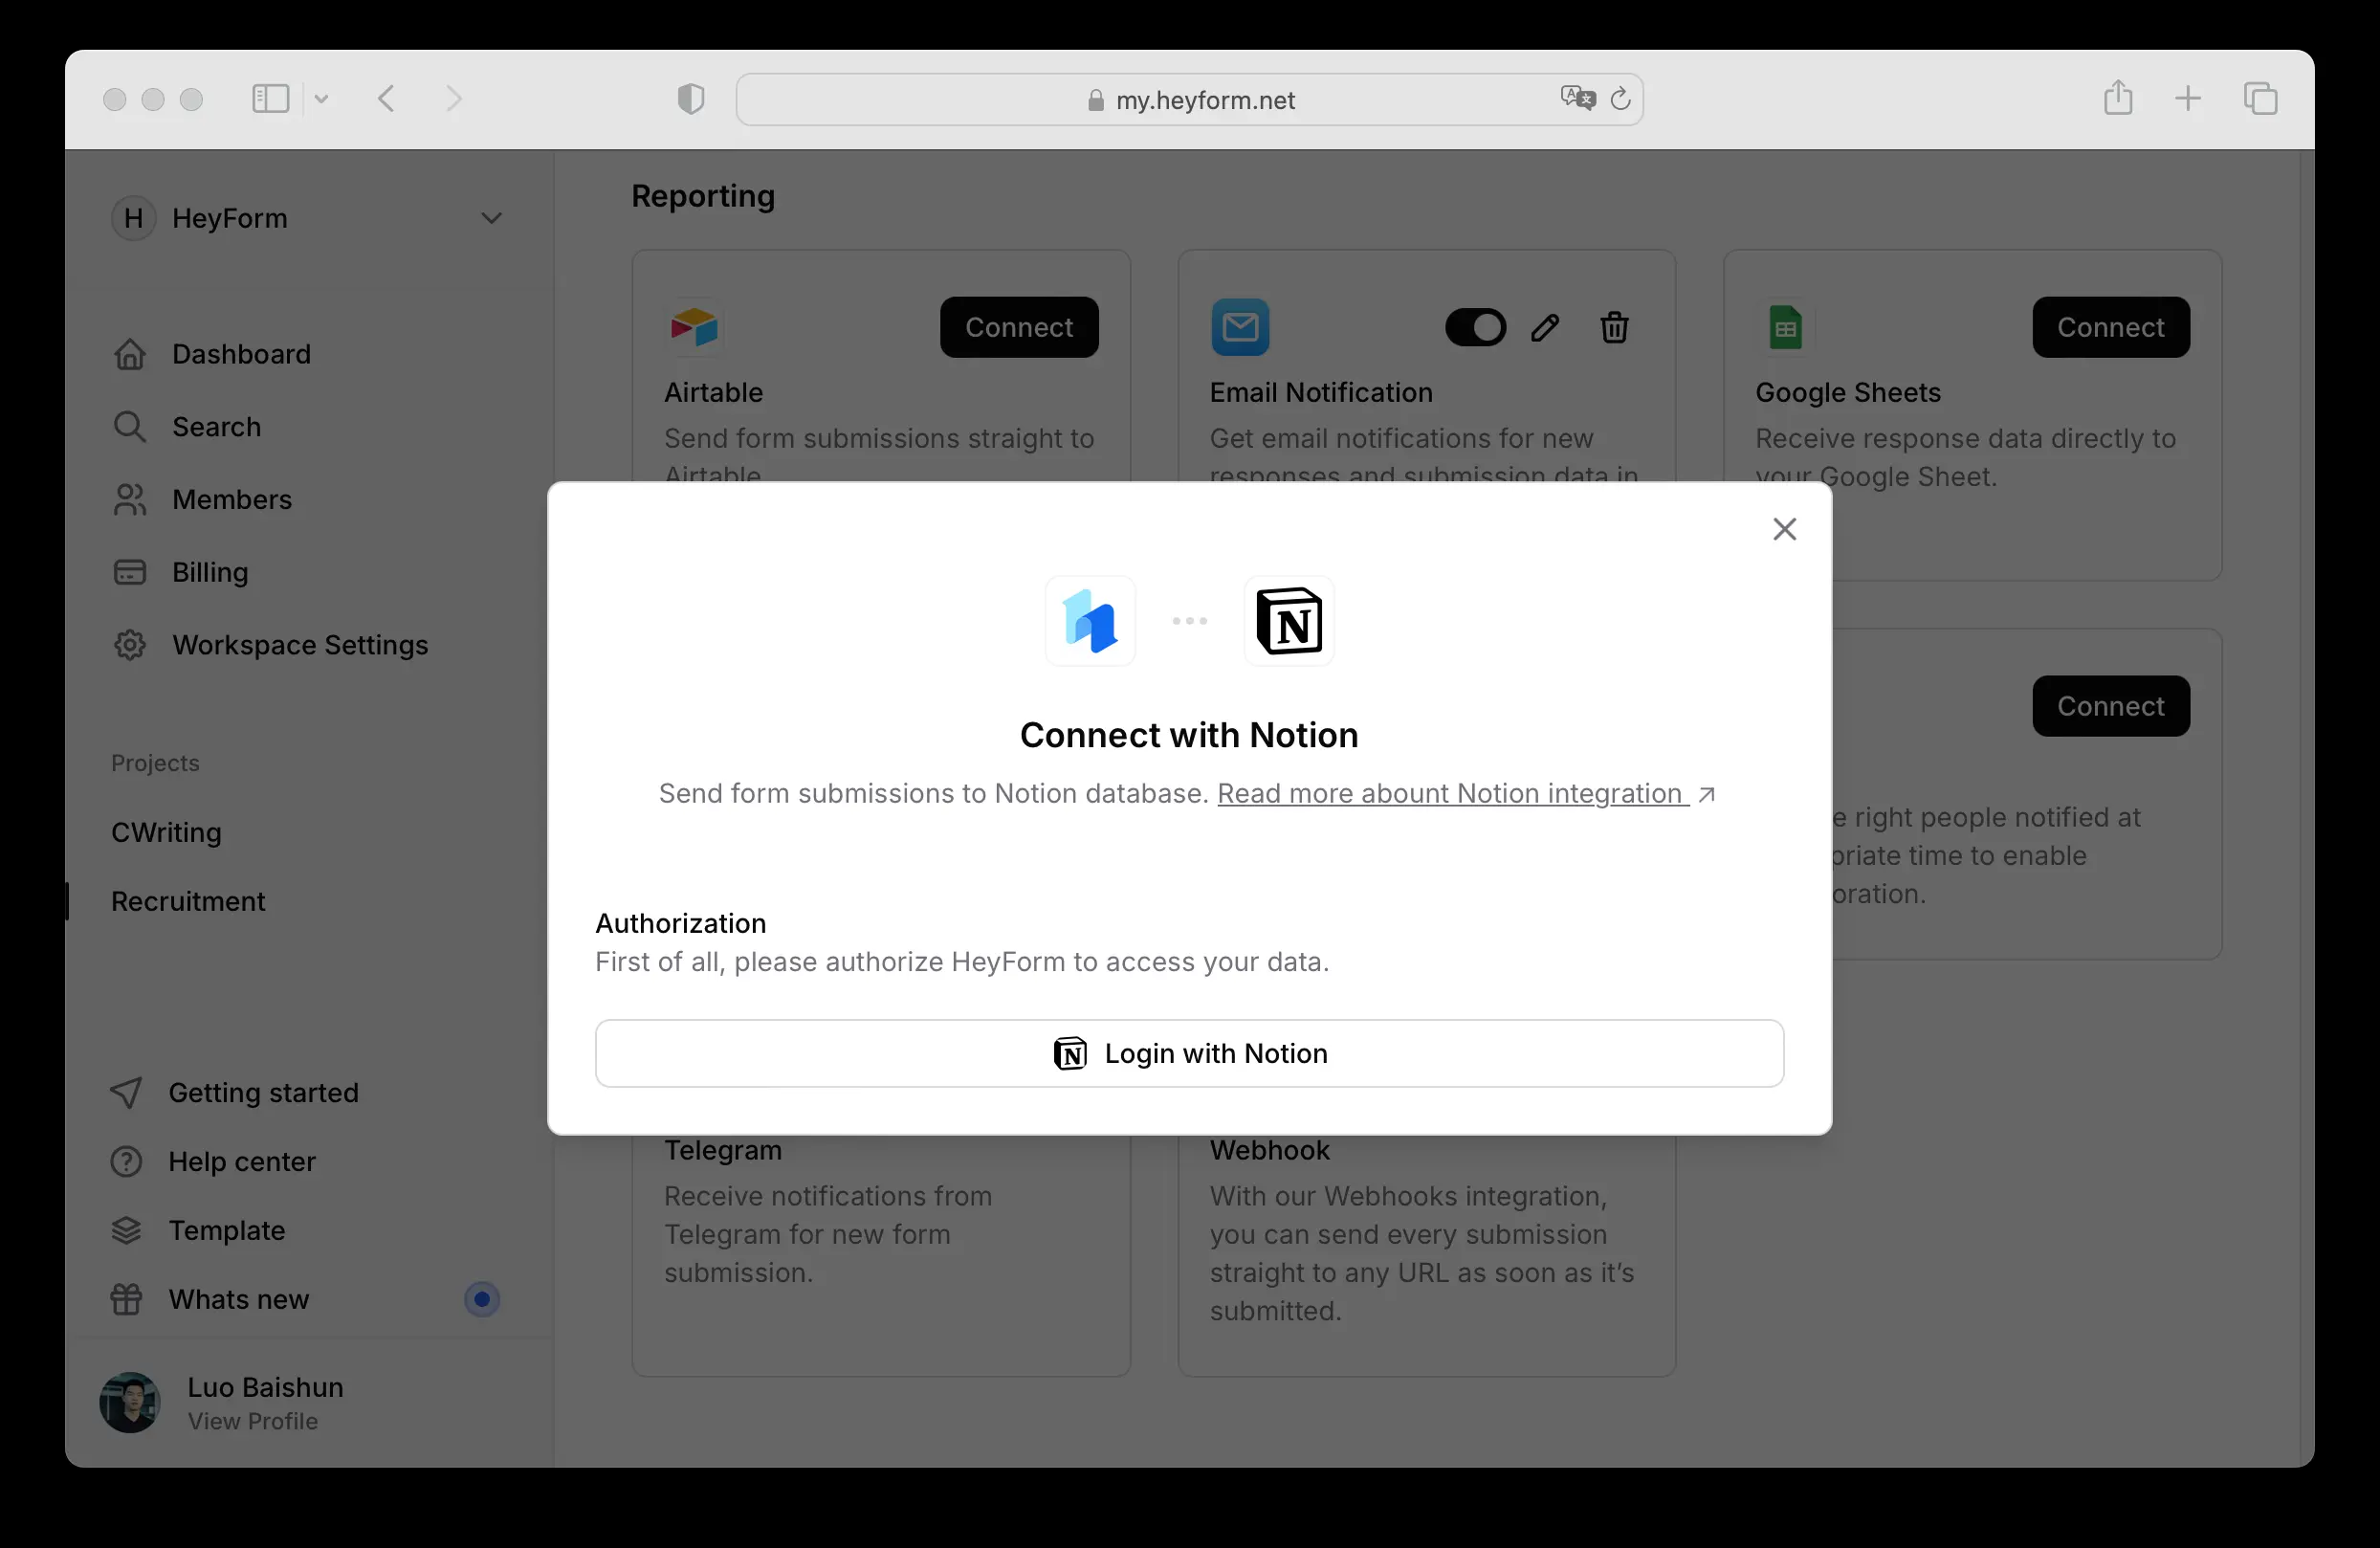 my.heyform.net
H HeyForm
Dashboard
Search
Members
Billing
Workspace Settings
Projects
CWriting
Recruitment
Getting started
Help center
Template
Whats new
Luo Baishun
View Profile
Reporting
Connect
Airtable
Send form submissions straight to
Airtable
Email Notification
Get email notifications for new
responses and submission data in
Connect
Google Sheets
Receive response data directly to
your Google Sheet.
Connect with Notion
Send form submissions to Notion database. Read more abount Notion integration
Authorization
First of all, please authorize HeyForm to access your data.
Login with Notion
Connect
e right people notified at
priate time to enable
oration.
Telegram
Receive notifications from
Telegram for new form
submission.
Webhook
With our Webhooks integration,
you can send every submission
straight to any URL as soon as it’s
submitted.